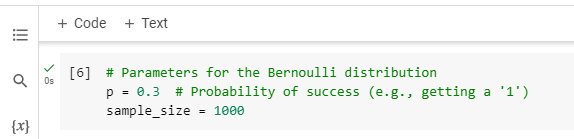 + Code + Text
[6] # Parameters for the Bernoulli distribution
0s
p = 0.3  # Probability of success (e.g., getting a '1')
sample_size = 1000
{x}